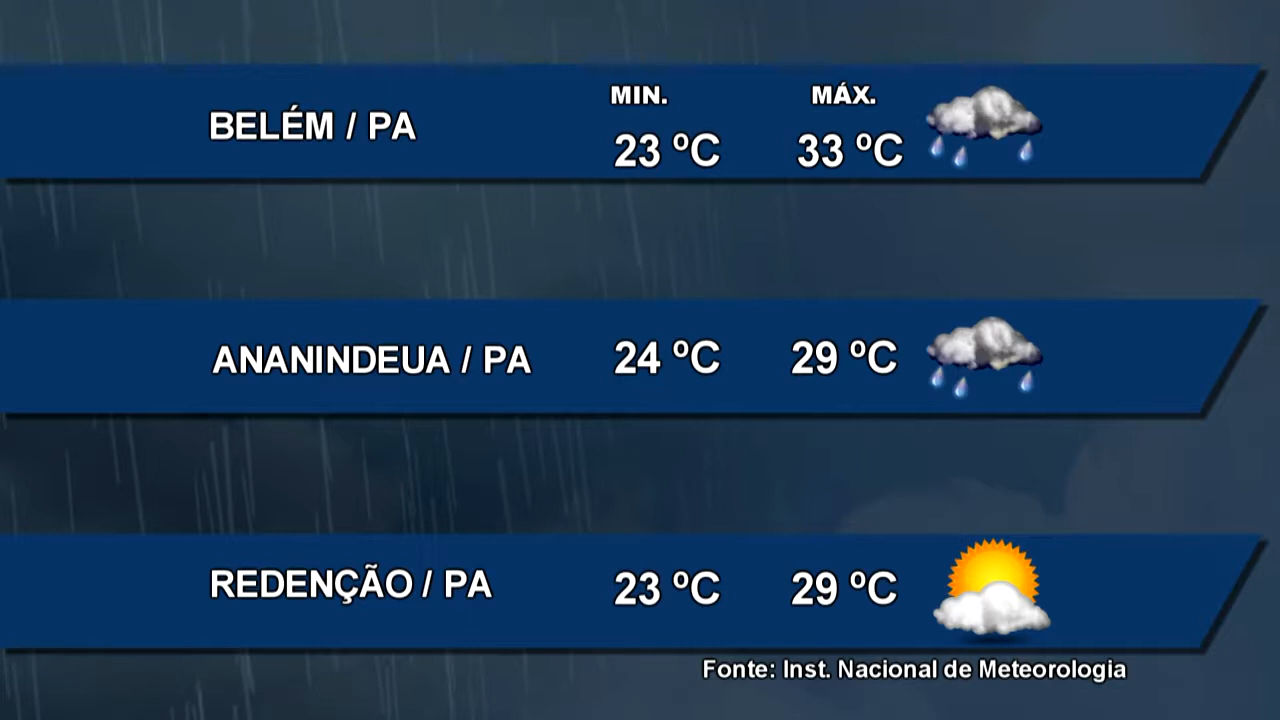 MIN. MÁX.
BELÉM / PA 23 ºC 33 ºC
ANANINDEUA / PA 24 ºC 29 ºC
REDENÇÃO / PA 23 ºC 29 ºC
Fonte: Inst. Nacional de Meteorologia